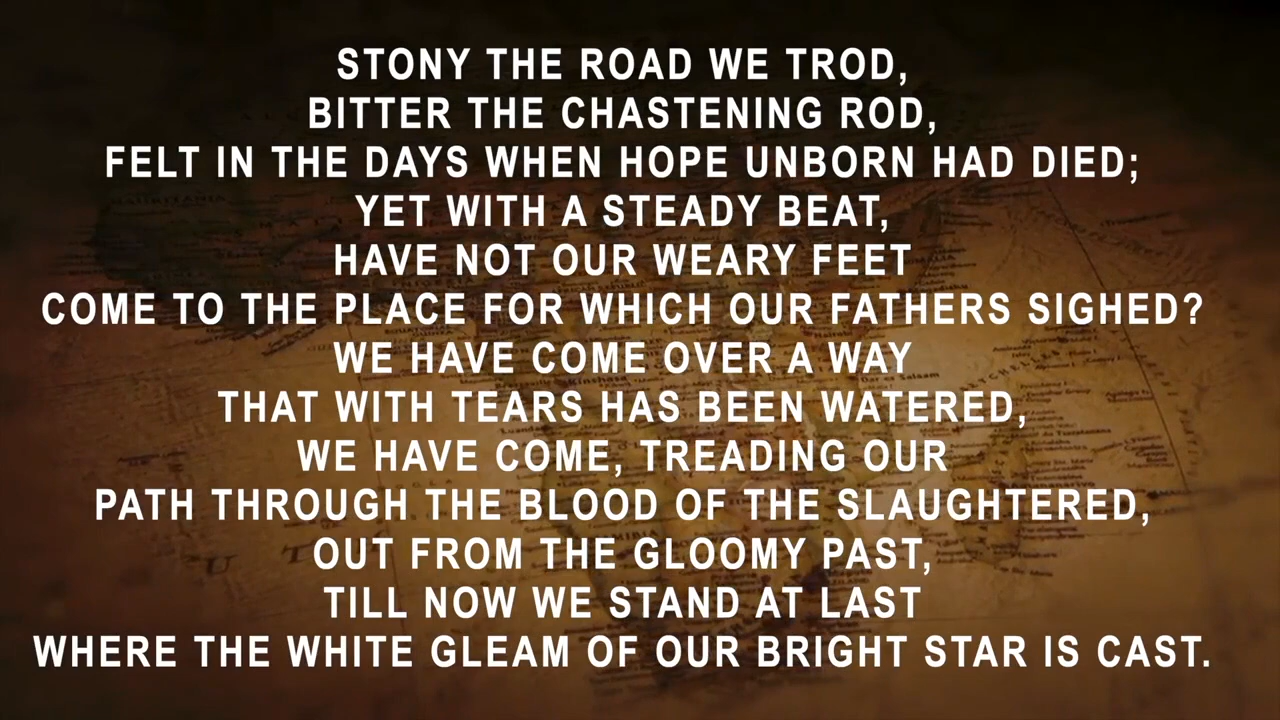 STONY THE ROAD WE TROD,
BITTER THE CHASTENING ROD,
FELT IN THE DAYS WHEN HOPE UNBORN HAD DIED;
YET WITH A STEADY BEAT,
HAVE NOT OUR WEARY FEET
COME TO THE PLACE FOR WHICH OUR FATHERS SIGHED?
WE HAVE COME OVER A WAY
THAT WITH TEARS HAS BEEN WATERED,
WE HAVE COME, TREADING OUR
PATH THROUGH THE BLOOD OF THE SLAUGHTERED,
OUT FROM THE GLOOMY PAST,
TILL NOW WE STAND AT LAST
WHERE THE WHITE GLEAM OF OUR BRIGHT STAR IS CAST.